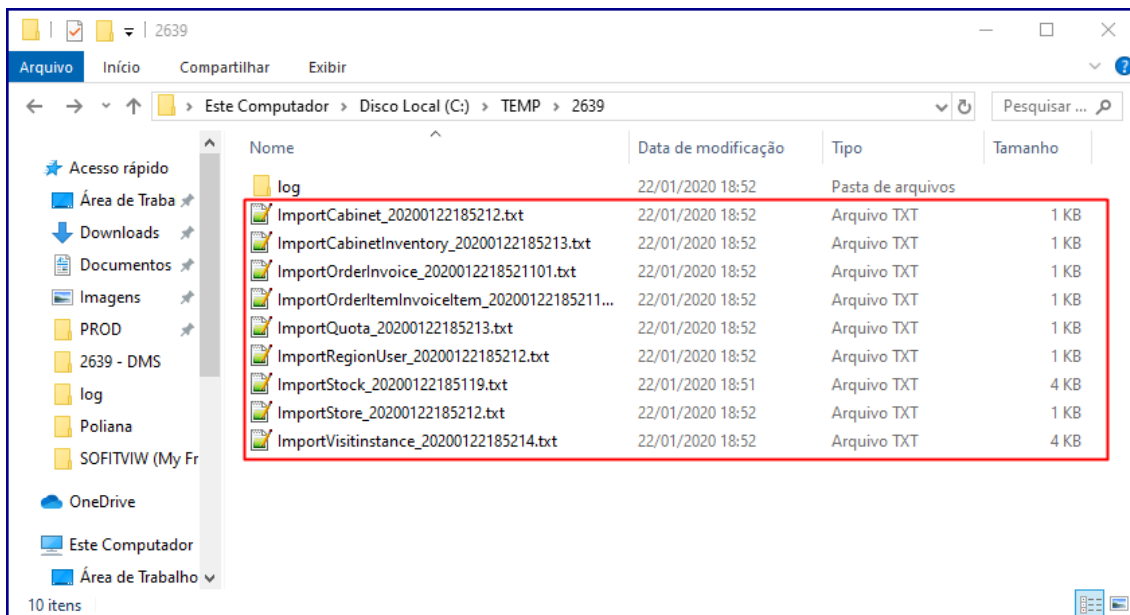 2639
Arquivo Início Compartilhar Exibir
Este Computador > Disco Local (C:) > TEMP > 2639 Pesquisar ...
Nome Data de modificação Tipo Tamanho
Acesso rápido
Área de Traba
Downloads
Documentos
Imagens
PROD
2639 - DMS
log
Poliana
SOFITVIW (My Fr
OneDrive
Este Computador
Área de Trabalho
log 22/01/2020 18:52 Pasta de arquivos
ImportCabinet_20200122185212.txt 22/01/2020 18:52 Arquivo TXT 1 KB
ImportCabinetInventory_20200122185213.txt 22/01/2020 18:52 Arquivo TXT 1 KB
ImportOrderInvoice_2020012218521101.txt 22/01/2020 18:52 Arquivo TXT 1 KB
ImportOrderItemInvoiceItem_20200122185211... 22/01/2020 18:52 Arquivo TXT 1 KB
ImportQuota_20200122185213.txt 22/01/2020 18:52 Arquivo TXT 1 KB
ImportRegionUser_20200122185212.txt 22/01/2020 18:52 Arquivo TXT 1 KB
ImportStock_20200122185119.txt 22/01/2020 18:51 Arquivo TXT 4 KB
ImportStore_20200122185212.txt 22/01/2020 18:52 Arquivo TXT 1 KB
ImportVisitinstance_20200122185214.txt 22/01/2020 18:52 Arquivo TXT 4 KB
10 itens